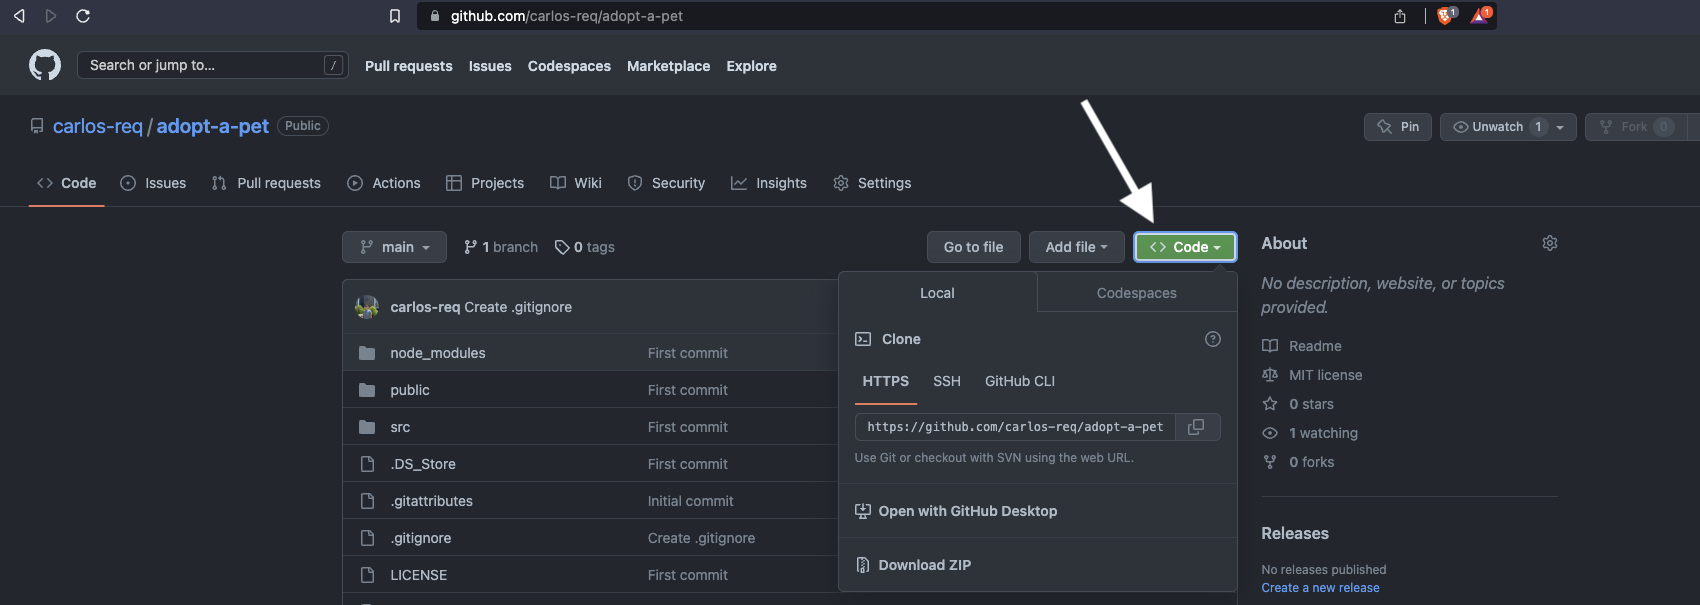 github.com/carlos-req/adopt-a-pet 1 1
Search or jump to... / Pull requests Issues Codespaces Marketplace Explore
carlos-req / adopt-a-pet Public Pin Unwatch 1 Fork 0
Code Issues Pull requests Actions Projects Wiki Security Insights Settings
main 1 branch 0 tags Go to file Add file Code
carlos-req Create .gitignore
node_modules First commit
public First commit
src First commit
.DS_Store First commit
.gitattributes Initial commit
.gitignore Create .gitignore
LICENSE First commit
Local Codespaces
Clone
HTTPS SSH GitHub CLI
https://github.com/carlos-req/adopt-a-pet
Use Git or checkout with SVN using the web URL.
Open with GitHub Desktop
Download ZIP
About
No description, website, or topics
provided.
Readme
MIT license
0 stars
1 watching
0 forks
Releases
No releases published
Create a new release